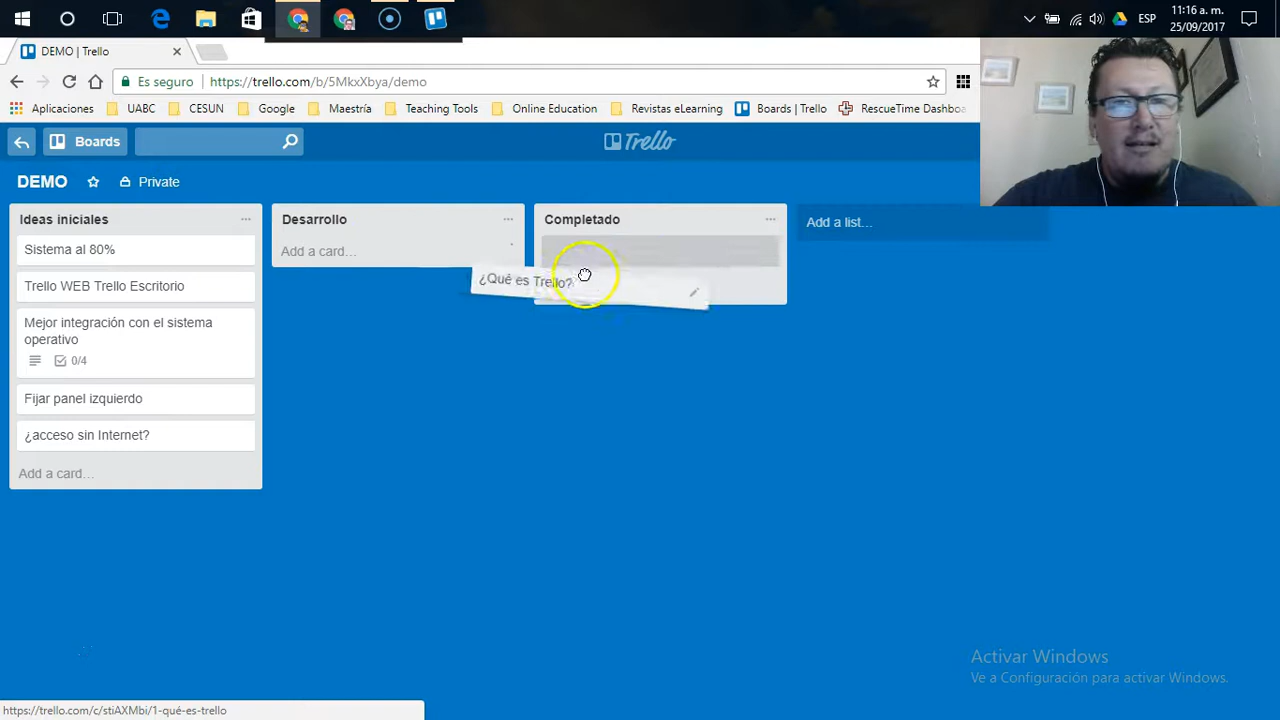 11:16 a. m.
ESP
25/09/2017
DEMO | Trello
Es seguro
https://trello.com/b/5MkxXbya/demo
Aplicaciones
UABC
CESUN
Google
Maestría
Teaching Tools
Online Education
Revistas eLearning
Boards | Trello
RescueTime Dashboa
Boards
Trello
DEMO
Private
Ideas iniciales
Sistema al 80%
Trello WEB Trello Escritorio
Mejor integración con el sistema
operativo
0/4
Fijar panel izquierdo
¿acceso sin Internet?
Add a card…
Desarrollo
Add a card…
Completado
¿Qué es Trello?
Add a list…
Activar Windows
Ve a Configuración para activar Windows.
https://trello.com/c/stiAXMbi/1-qué-es-trello